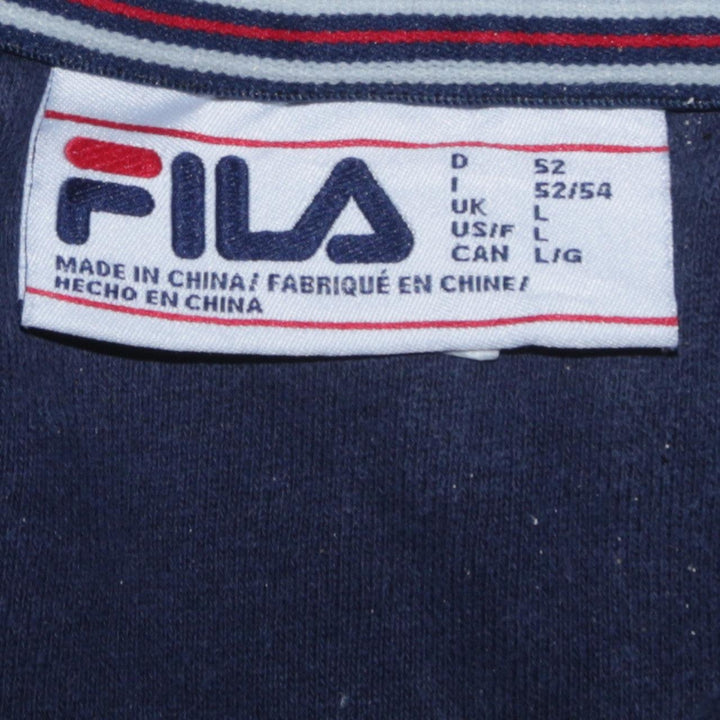 FILA
D 52
I 52/54
UK L
US/F L
CAN L/G
MADE IN CHINA/ FABRIQUÉ EN CHINE/
HECHO EN CHINA